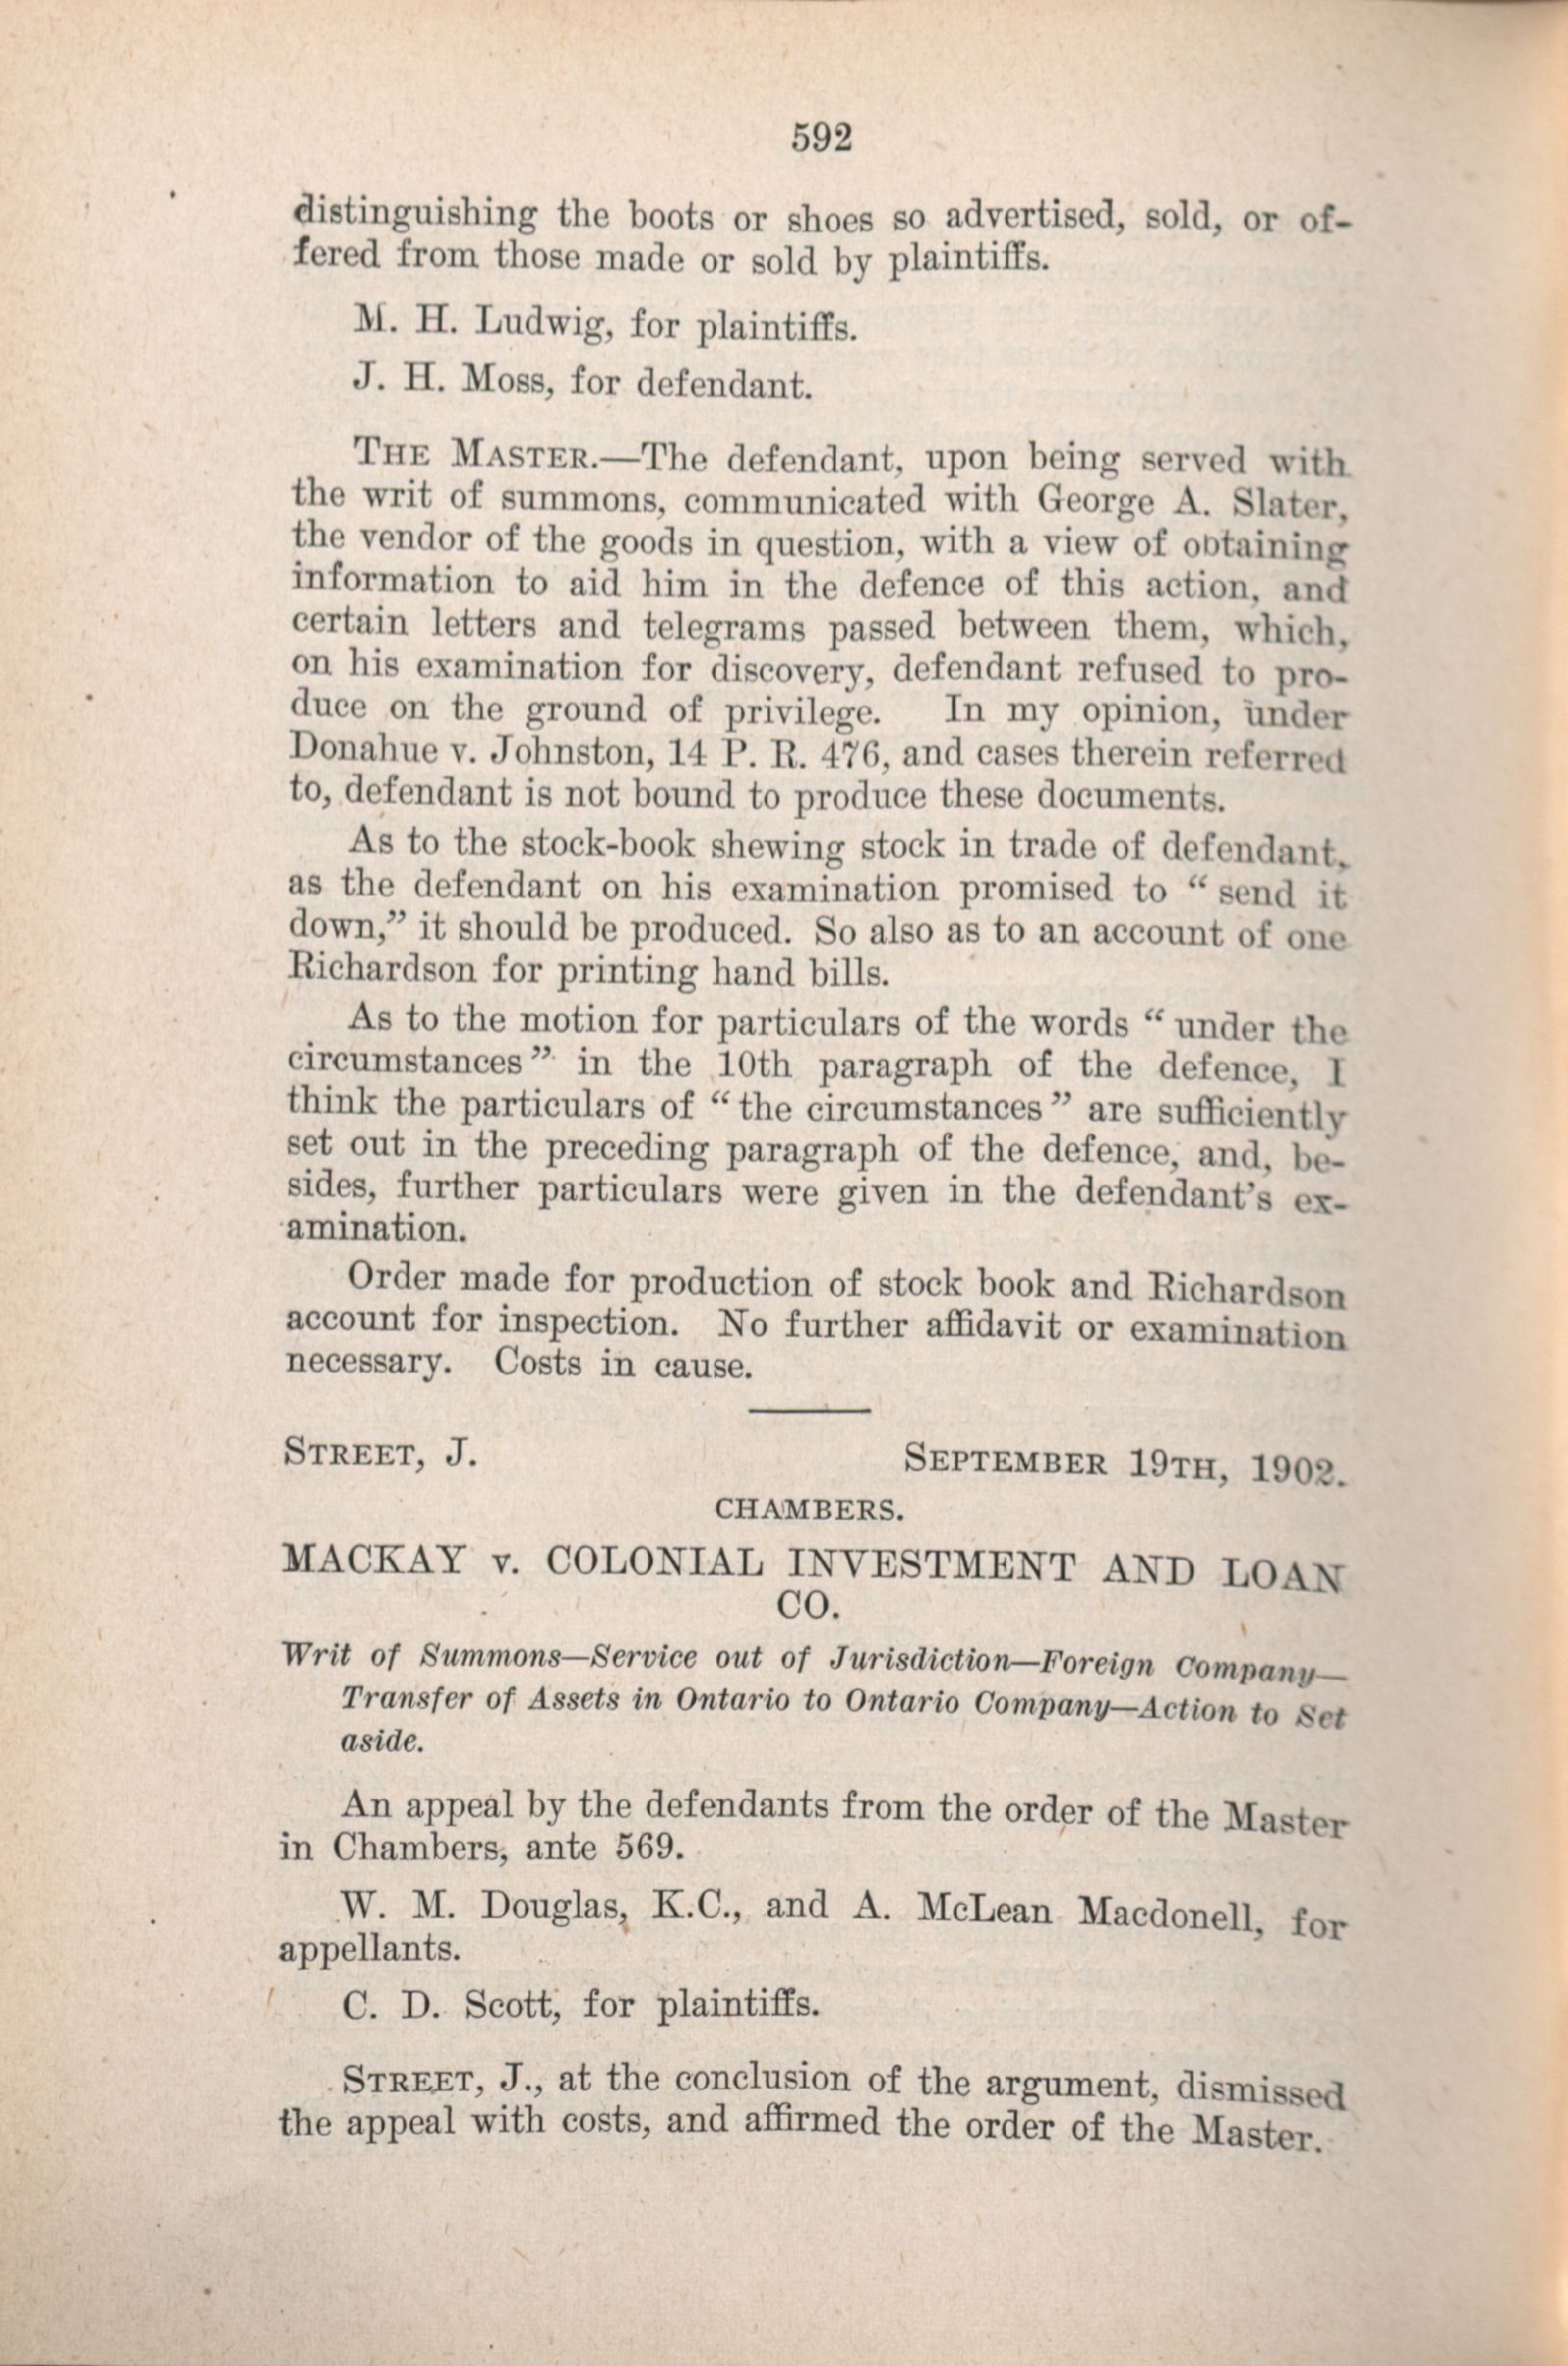 592
distinguishing the boots or shoes so advertised, sold, or of-
fered from those made or sold by plaintiffs.
M. H. Ludwig, for plaintiffs.
J. H. Moss, for defendant.
THE MASTER.—The defendant, upon being served with
the writ of summons, communicated with George A. Slater,
the vendor of the goods in question, with a view of obtaining
information to aid him in the defence of this action, and
certain letters and telegrams passed between them, which,
on his examination for discovery, defendant refused to pro-
duce on the ground of privilege. In my opinion, under
Donahue v. Johnston, 14 P. R. 476, and cases therein referred
to, defendant is not bound to produce these documents.
As to the stock-book shewing stock in trade of defendant,
as the defendant on his examination promised to “ send it
down,” it should be produced. So also as to an account of one
Richardson for printing hand bills.
As to the motion for particulars of the words “ under the
circumstances ” in the 10th paragraph of the defence, I
think the particulars of “ the circumstances ” are sufficiently
set out in the preceding paragraph of the defence, and, be-
sides, further particulars were given in the defendant's ex-
amination.
Order made for production of stock book and Richardson
account for inspection. No further affidavit or examination
necessary. Costs in cause.
STREET, J. SEPTEMBER 19TH, 1902.
CHAMBERS.
MACKAY v. COLONIAL INVESTMENT AND LOAN
CO.
Writ of Summons—Service out of Jurisdiction—Foreign Company—
Transfer of Assets in Ontario to Ontario Company—Action to Set
aside.
An appeal by the defendants from the order of the Master
in Chambers, ante 569.
W. M. Douglas, K.C., and A. McLean Macdonell, for
appellants.
C. D. Scott, for plaintiffs.
STREET, J., at the conclusion of the argument, dismissed
the appeal with costs, and affirmed the order of the Master.